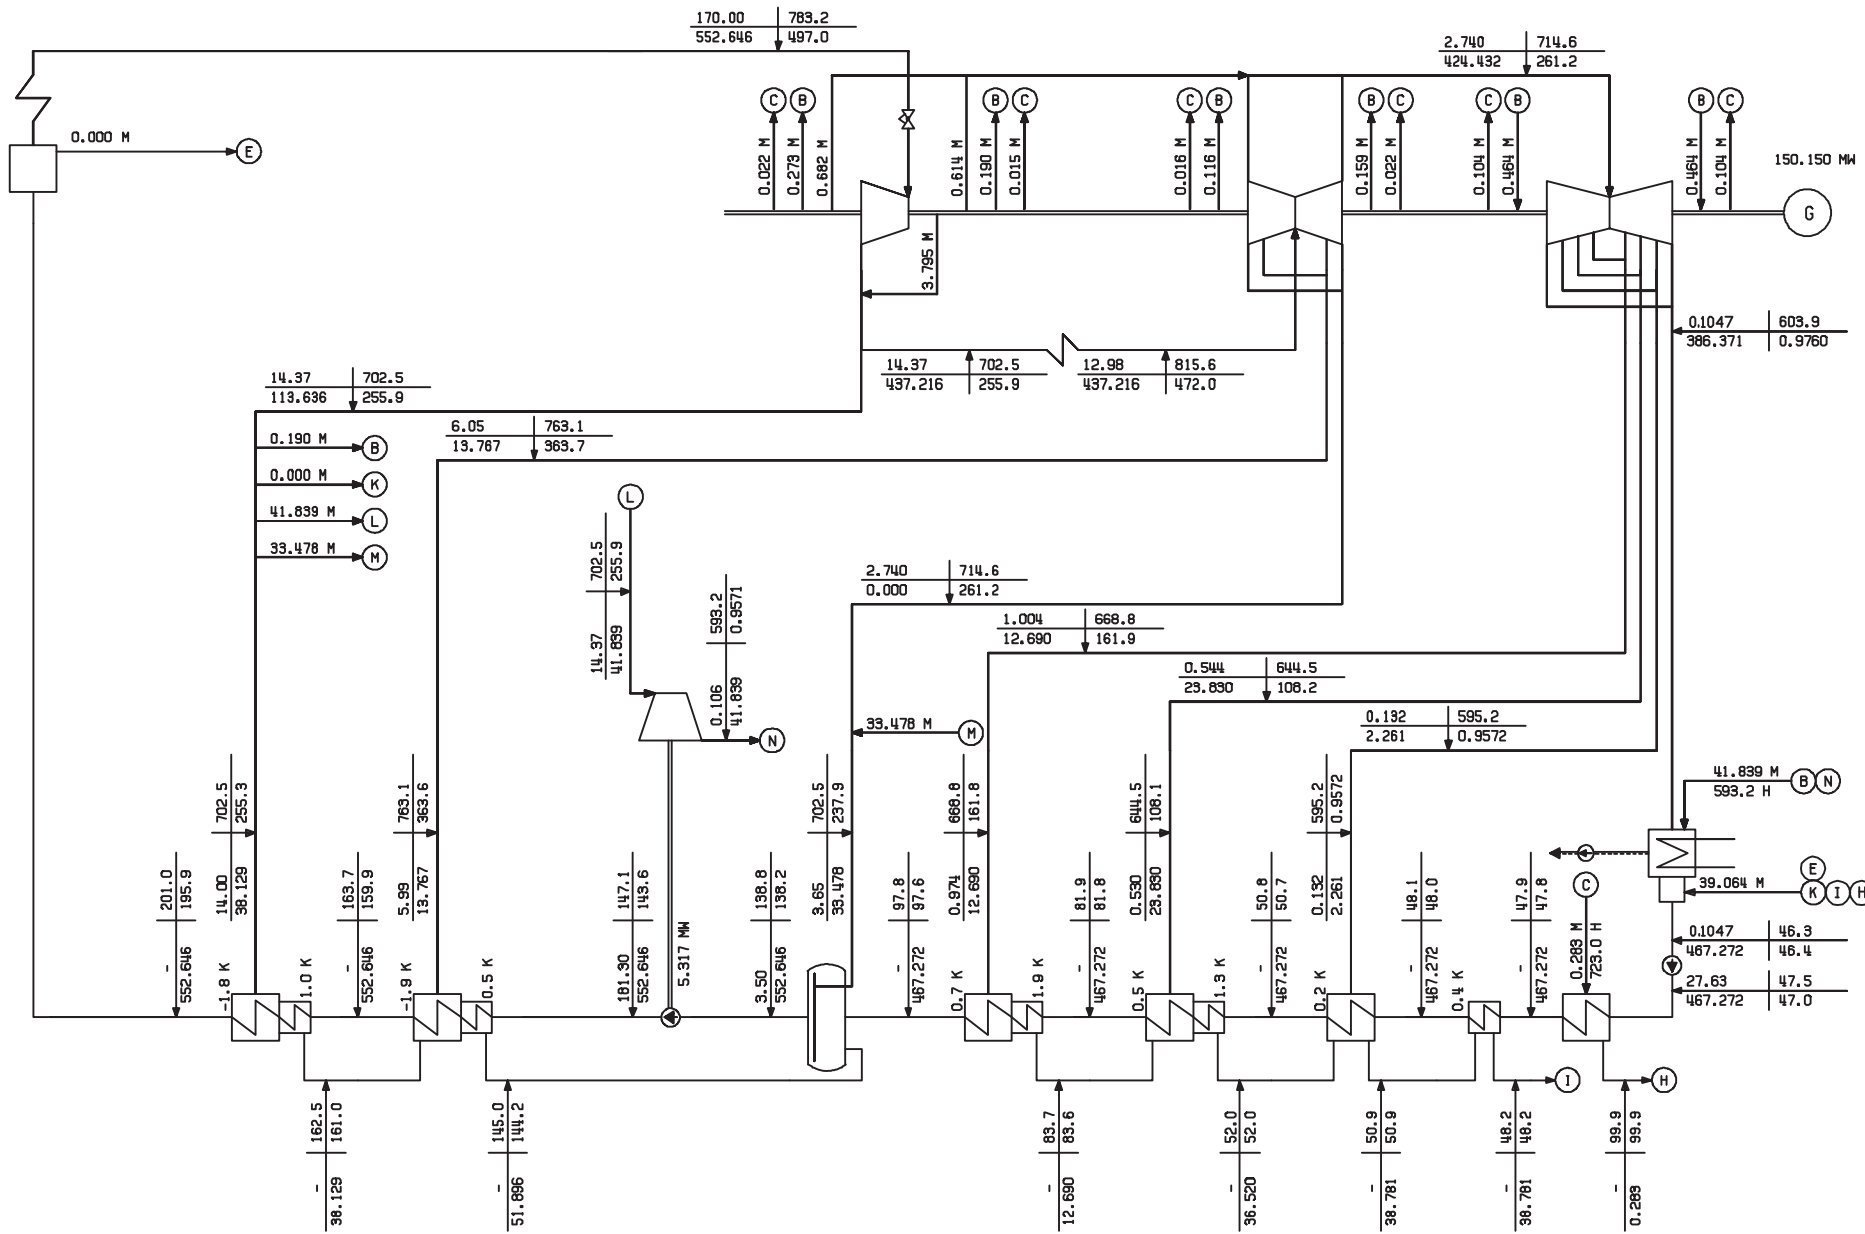 170.00 783.2
552.646 497.0
2.740 714.6
424.432 261.2
0.000 M
E
C
B
B
C
C
B
B
C
C
B
B
C
0.022 M
0.273 M
0.682 M
0.614 M
0.190 M
0.015 M
0.016 M
0.116 M
0.159 M
0.022 M
0.104 M
0.464 M
0.464 M
0.104 M
150.150 MW
G
3.795 M
0.1047 603.9
386.371 0.9760
14.37 702.5
437.216 255.9
12.98 815.6
437.216 472.0
14.37 702.5
113.636 255.9
6.05 763.1
13.767 363.7
0.190 M
B
0.000 M
K
41.839 M
L
33.478 M
M
L
702.5
255.9
14.37
41.839
593.2
0.9571
0.106
41.839
N
2.740 714.6
0.000 261.2
1.004 668.8
12.690 161.9
0.544 644.5
23.830 108.2
0.132 595.2
2.261 0.9572
33.478 M
M
41.839 M
593.2 H
B
N
E
39.064 M
K
I
H
0.1047 46.3
467.272 46.4
27.63 47.5
467.272 47.0
201.0
195.9
-
552.646
702.5
255.3
14.00
38.129
-1.8 K
1.0 K
163.7
159.9
-
552.646
763.1
363.6
5.99
13.767
-1.9 K
0.5 K
147.1
143.6
181.30
552.646
5.317 MW
138.8
138.2
3.50
552.646
702.5
237.9
3.65
33.478
97.8
97.6
-
467.272
668.8
161.8
0.974
12.690
0.7 K
1.9 K
81.9
81.8
-
467.272
644.5
108.1
0.530
23.830
0.5 K
1.3 K
50.8
50.7
-
467.272
595.2
0.9572
0.132
2.261
0.2 K
48.1
48.0
-
467.272
0.4 K
47.9
47.8
-
467.272
C
0.283 M
723.0 H
I
H
162.5
161.0
-
38.129
145.0
144.2
-
51.896
83.7
83.6
-
12.690
52.0
52.0
-
36.520
50.9
50.9
-
38.781
48.2
48.2
-
38.781
99.9
99.9
-
0.283